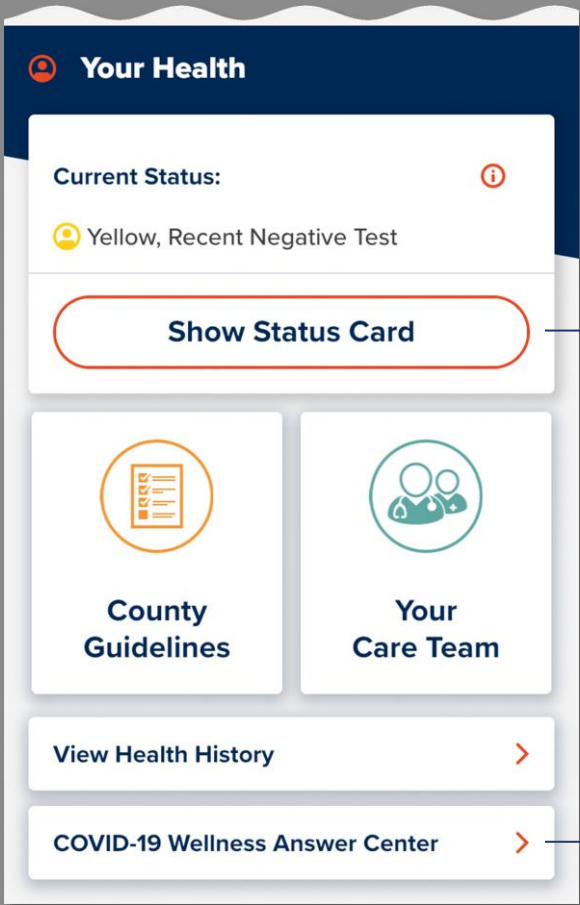 Your Health
Current Status:
Yellow, Recent Negative Test
Show Status Card
County
Guidelines
Your
Care Team
View Health History
COVID-19 Wellness Answer Center